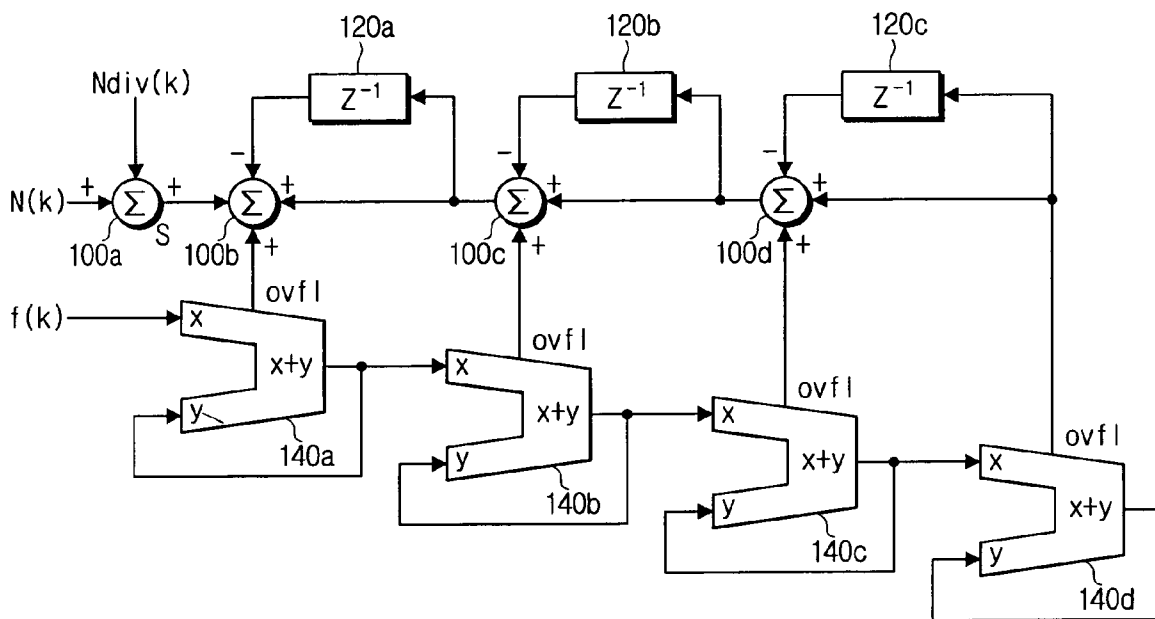 120a
120b
120c
Ndiv(k)
Z⁻¹
Z⁻¹
Z⁻¹
−
−
−
N(k)
+
Σ
+
Σ
+
Σ
+
Σ
+
100a
S
100b
+
100c
+
100d
+
ovfl
f(k)
x
x+y
y
140a
ovfl
x
x+y
y
140b
ovfl
x
x+y
y
140c
ovfl
x
x+y
y
140d